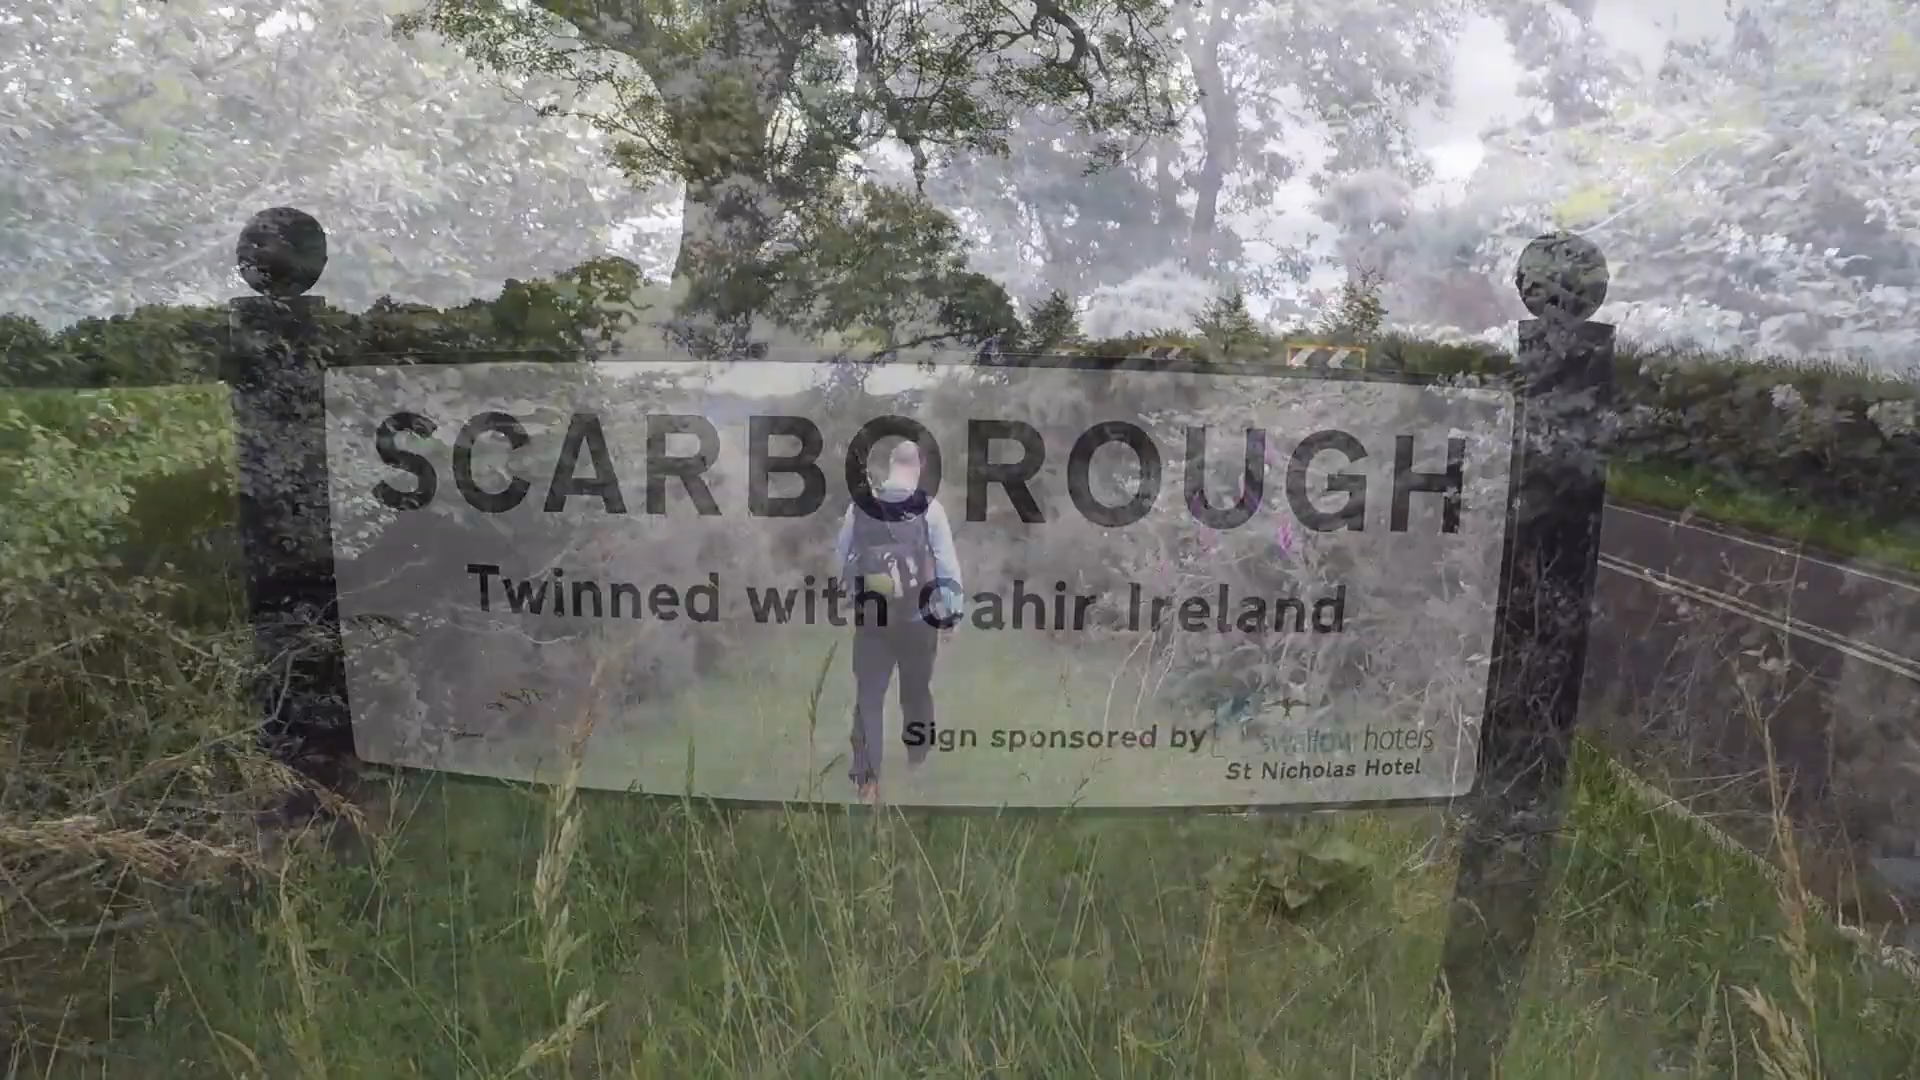 SCARBOROUGH
Twinned with Cahir Ireland
Sign sponsored by swallow hotels
St Nicholas Hotel